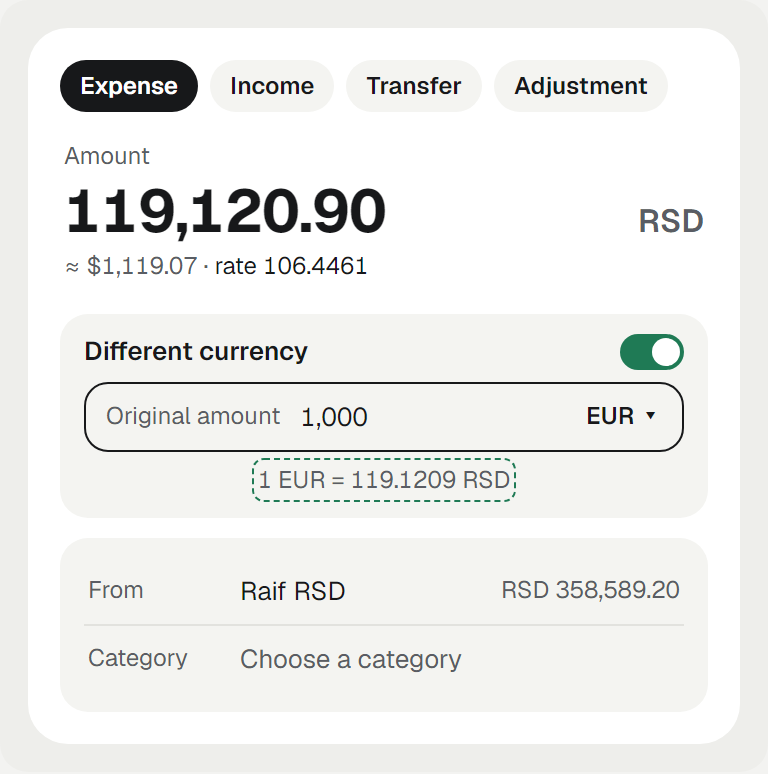 Expense Income Transfer Adjustment
Amount
119,120.90 RSD
≈ $1,119.07 · rate 106.4461
Different currency
Original amount 1,000 EUR ▼
1 EUR = 119.1209 RSD
From Raif RSD RSD 358,589.20
Category Choose a category